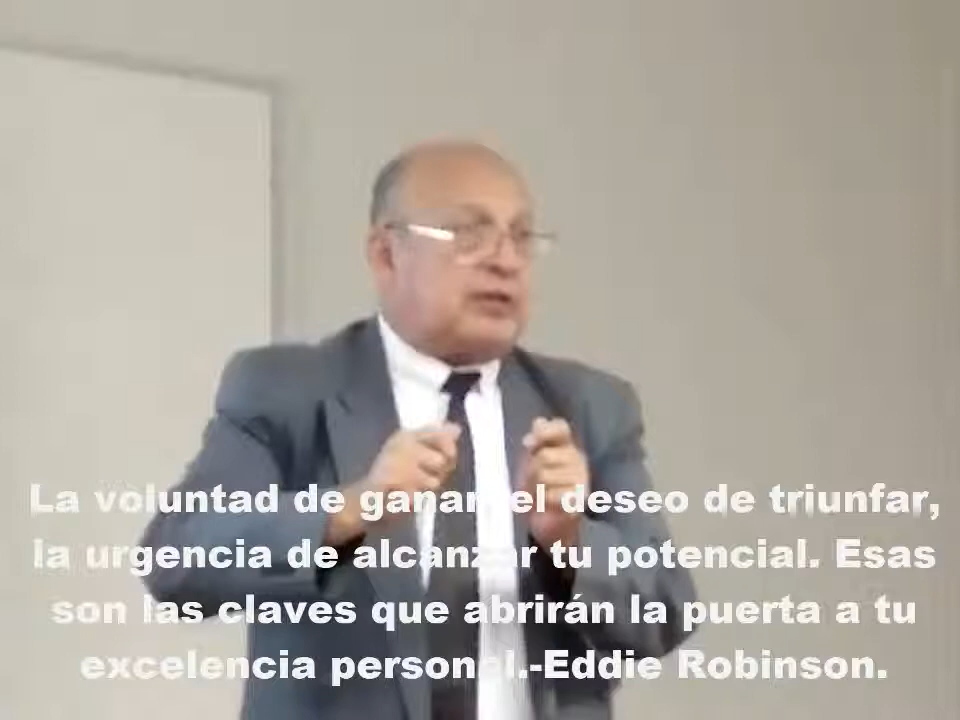 La voluntad de ganar, el deseo de triunfar,
la urgencia de alcanzar tu potencial. Esas
son las claves que abrirán la puerta a tu
excelencia personal.-Eddie Robinson.